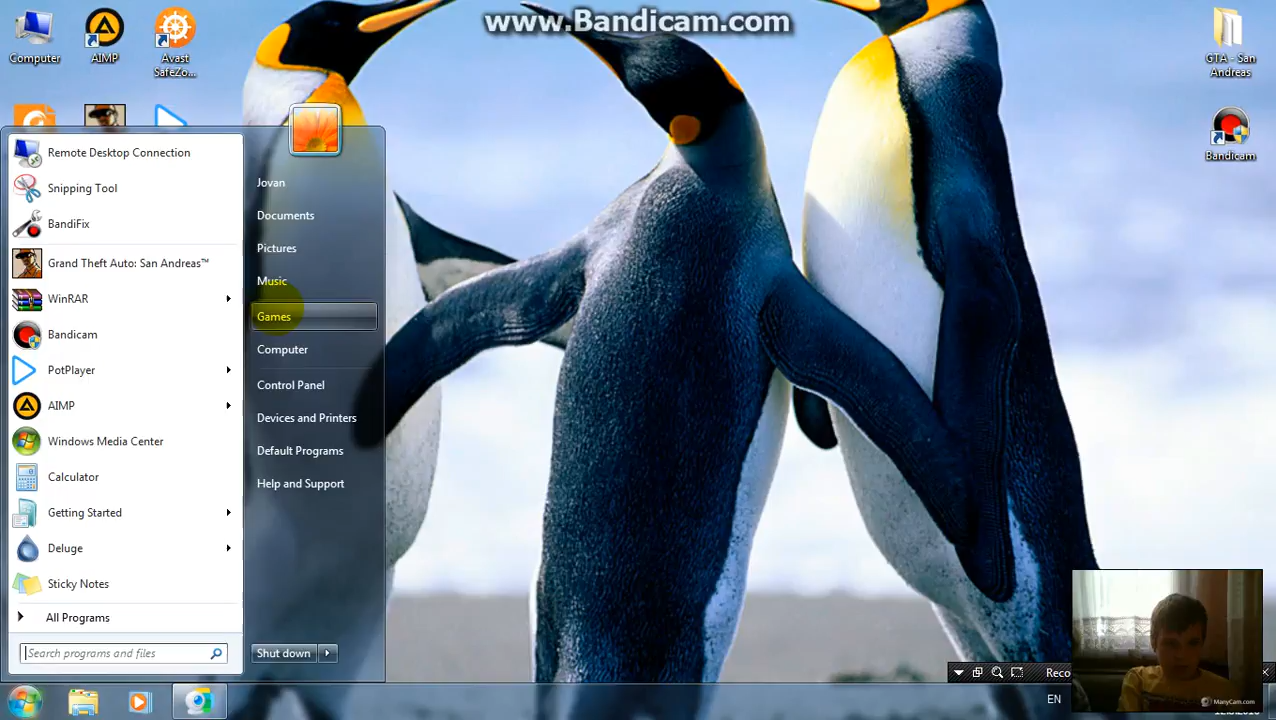 www.Bandicam.com
Computer
AIMP
Avast
SafeZo...
GTA - San
Andreas
Bandicam
Remote Desktop Connection
Snipping Tool
BandiFix
Grand Theft Auto: San Andreas™
WinRAR
Bandicam
PotPlayer
AIMP
Windows Media Center
Calculator
Getting Started
Deluge
Sticky Notes
All Programs
Search programs and files
Jovan
Documents
Pictures
Music
Games
Computer
Control Panel
Devices and Printers
Default Programs
Help and Support
Shut down
Reco
EN
ManyCam.com